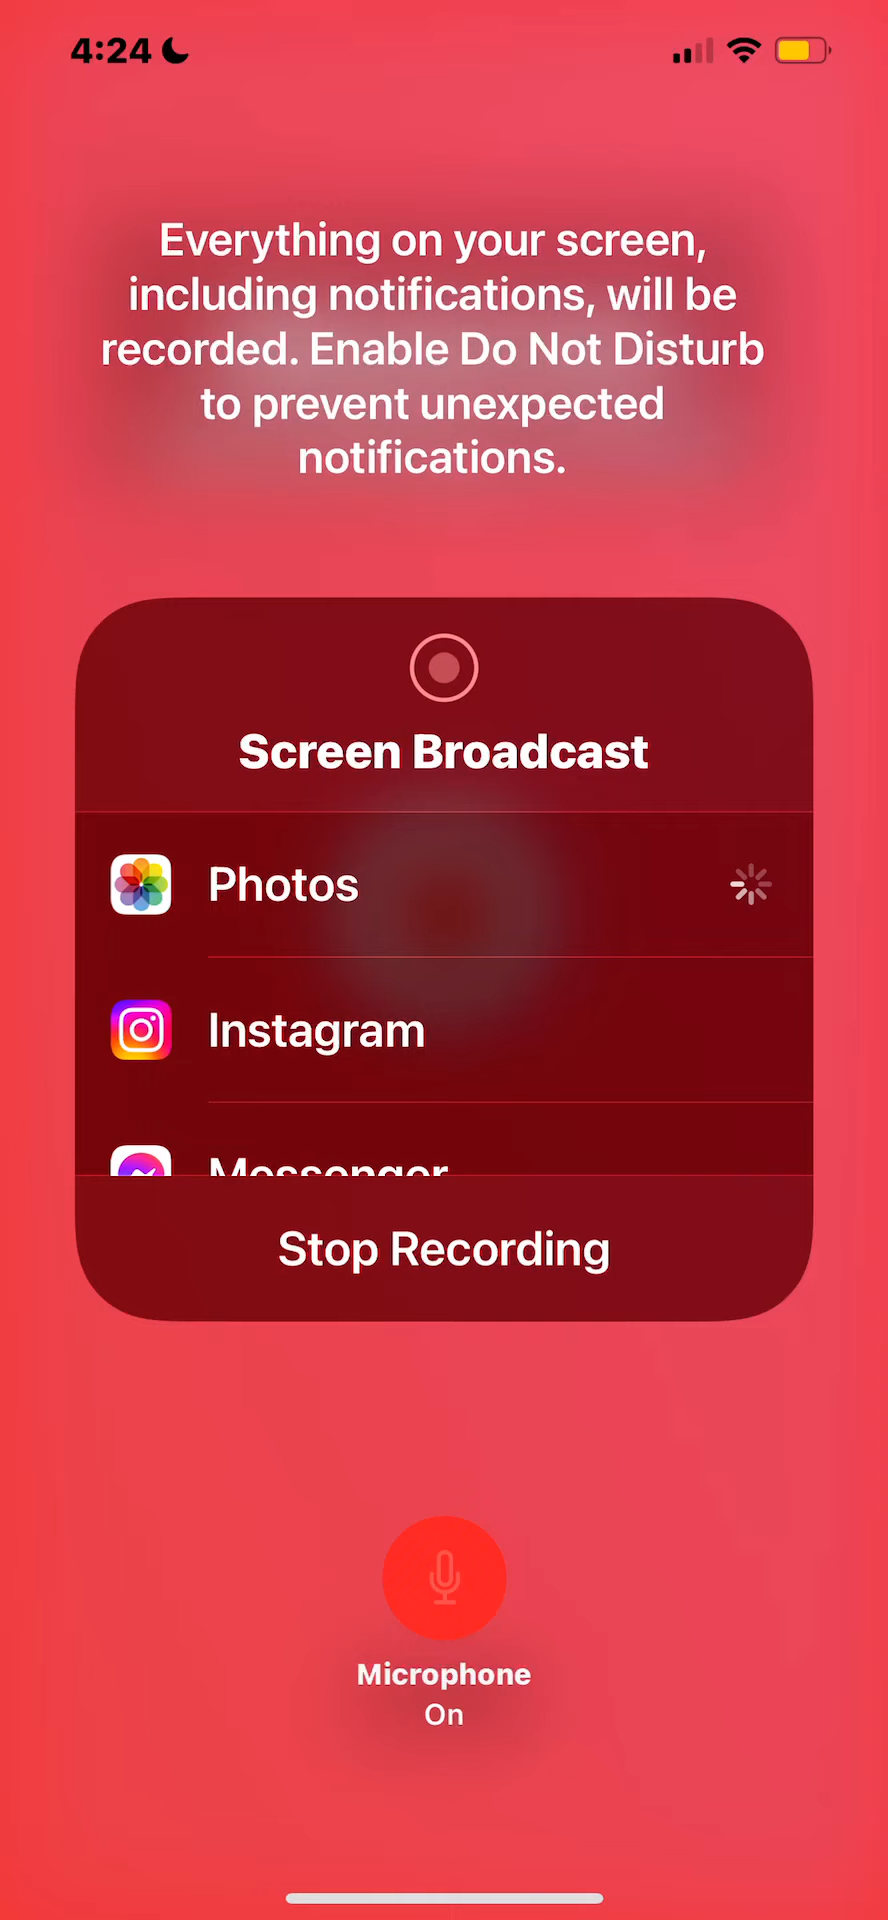 4:24
Everything on your screen,
including notifications, will be
recorded. Enable Do Not Disturb
to prevent unexpected
notifications.
Screen Broadcast
Photos
Instagram
Messenger
Stop Recording
Microphone
On